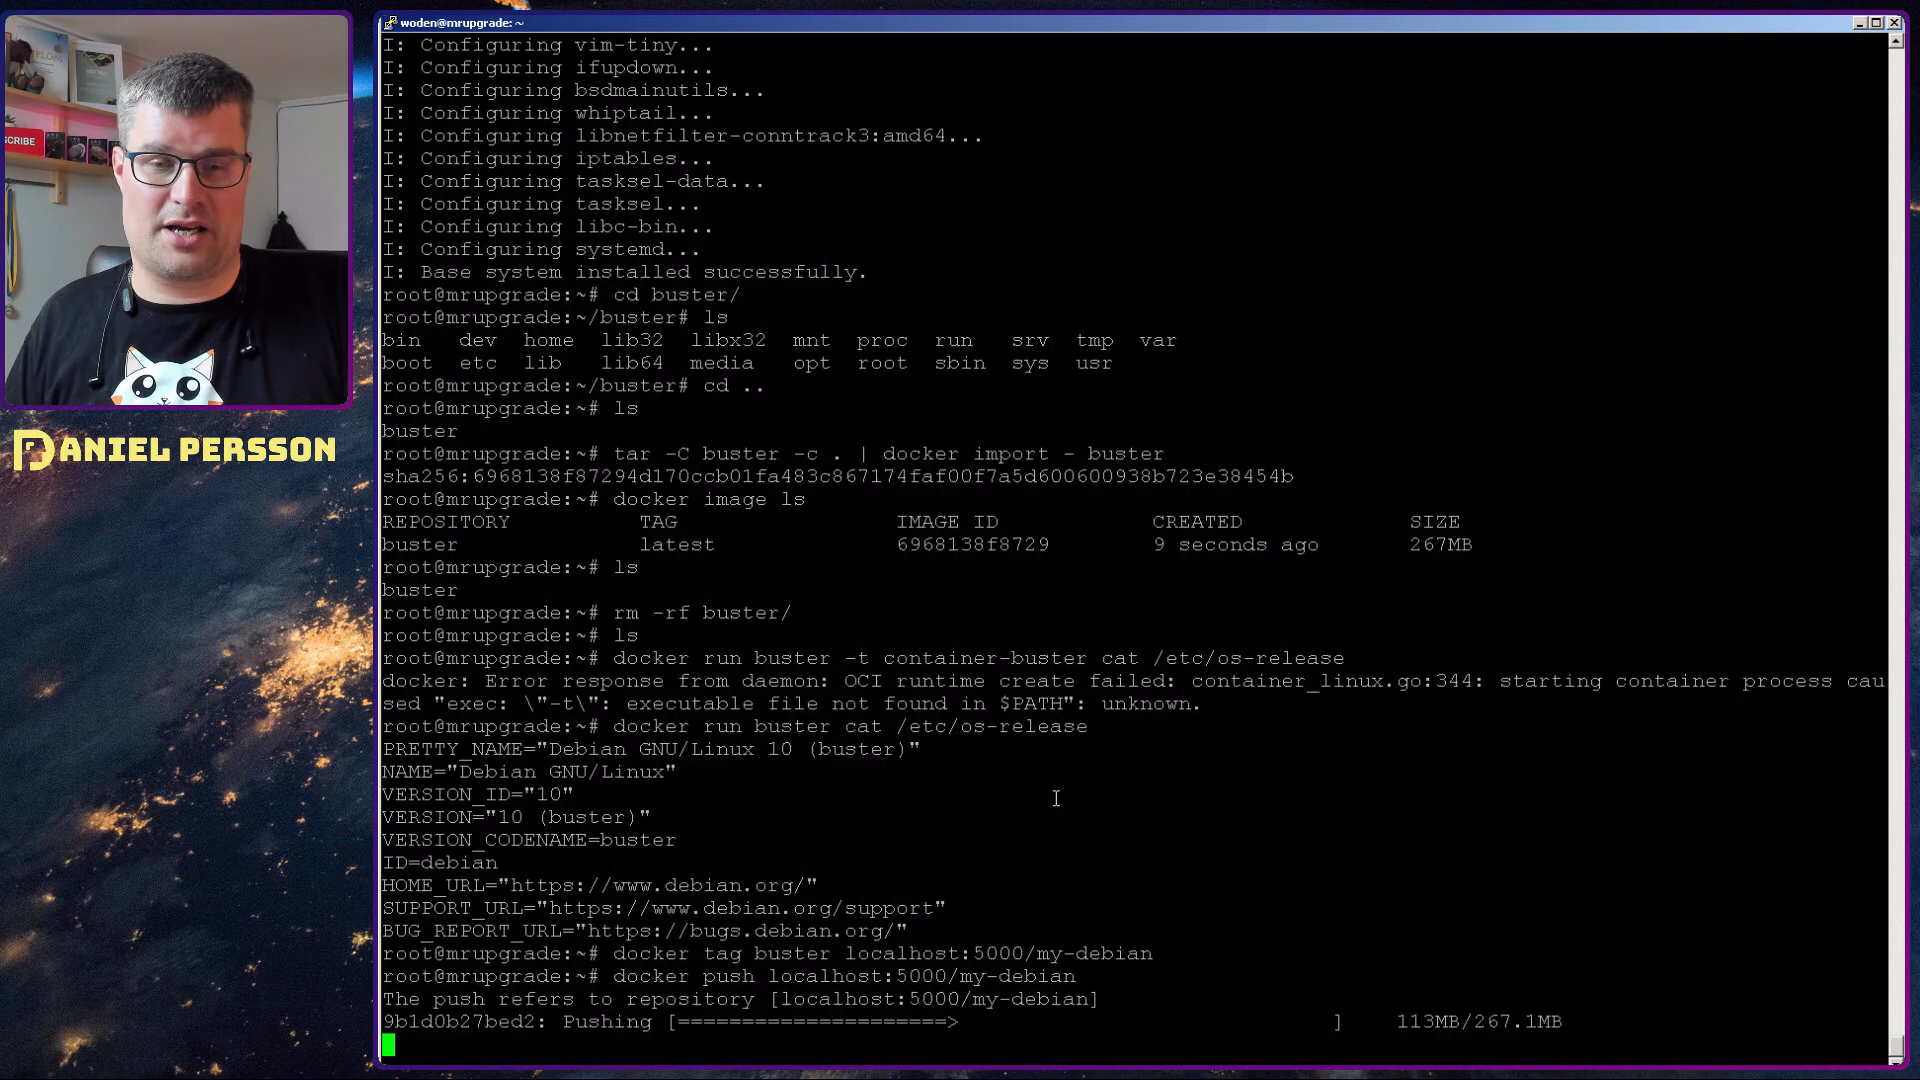 SCRIBE
DANIEL PERSSON
woden@mrupgrade: ~
I: Configuring vim-tiny...
I: Configuring ifupdown...
I: Configuring bsdmainutils...
I: Configuring whiptail...
I: Configuring libnetfilter-conntrack3:amd64...
I: Configuring iptables...
I: Configuring tasksel-data...
I: Configuring tasksel...
I: Configuring libc-bin...
I: Configuring systemd...
I: Base system installed successfully.
root@mrupgrade:~# cd buster/
root@mrupgrade:~/buster# ls
bin dev home lib32 libx32 mnt proc run srv tmp var
boot etc lib lib64 media opt root sbin sys usr
root@mrupgrade:~/buster# cd ..
root@mrupgrade:~# ls
buster
root@mrupgrade:~# tar -C buster -c . | docker import - buster
sha256:6968138f87294d170ccb01fa483c867174faf00f7a5d600600938b723e38454b
root@mrupgrade:~# docker image ls
REPOSITORY TAG IMAGE ID CREATED SIZE
buster latest 6968138f8729 9 seconds ago 267MB
root@mrupgrade:~# ls
buster
root@mrupgrade:~# rm -rf buster/
root@mrupgrade:~# ls
root@mrupgrade:~# docker run buster -t container-buster cat /etc/os-release
docker: Error response from daemon: OCI runtime create failed: container_linux.go:344: starting container process cau
sed "exec: \"-t\": executable file not found in $PATH": unknown.
root@mrupgrade:~# docker run buster cat /etc/os-release
PRETTY_NAME="Debian GNU/Linux 10 (buster)"
NAME="Debian GNU/Linux"
VERSION_ID="10"
VERSION="10 (buster)"
VERSION_CODENAME=buster
ID=debian
HOME_URL="https://www.debian.org/"
SUPPORT_URL="https://www.debian.org/support"
BUG_REPORT_URL="https://bugs.debian.org/"
root@mrupgrade:~# docker tag buster localhost:5000/my-debian
root@mrupgrade:~# docker push localhost:5000/my-debian
The push refers to repository [localhost:5000/my-debian]
9b1d0b27bed2: Pushing [=====================> ] 113MB/267.1MB